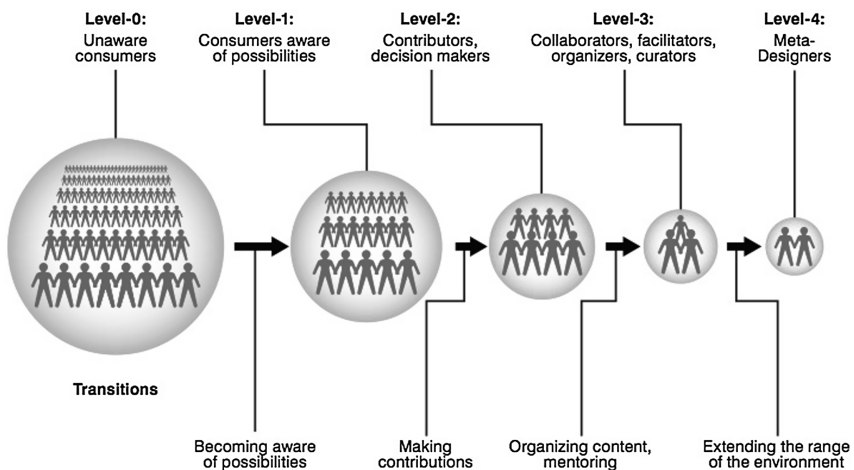 Level-0:
Unaware
consumers
Level-1:
Consumers aware
of possibilities
Level-2:
Contributors,
decision makers
Level-3:
Collaborators, facilitators,
organizers, curators
Level-4:
Meta-
Designers
Transitions
Becoming aware
of possibilities
Making
contributions
Organizing content,
mentoring
Extending the range
of the environment